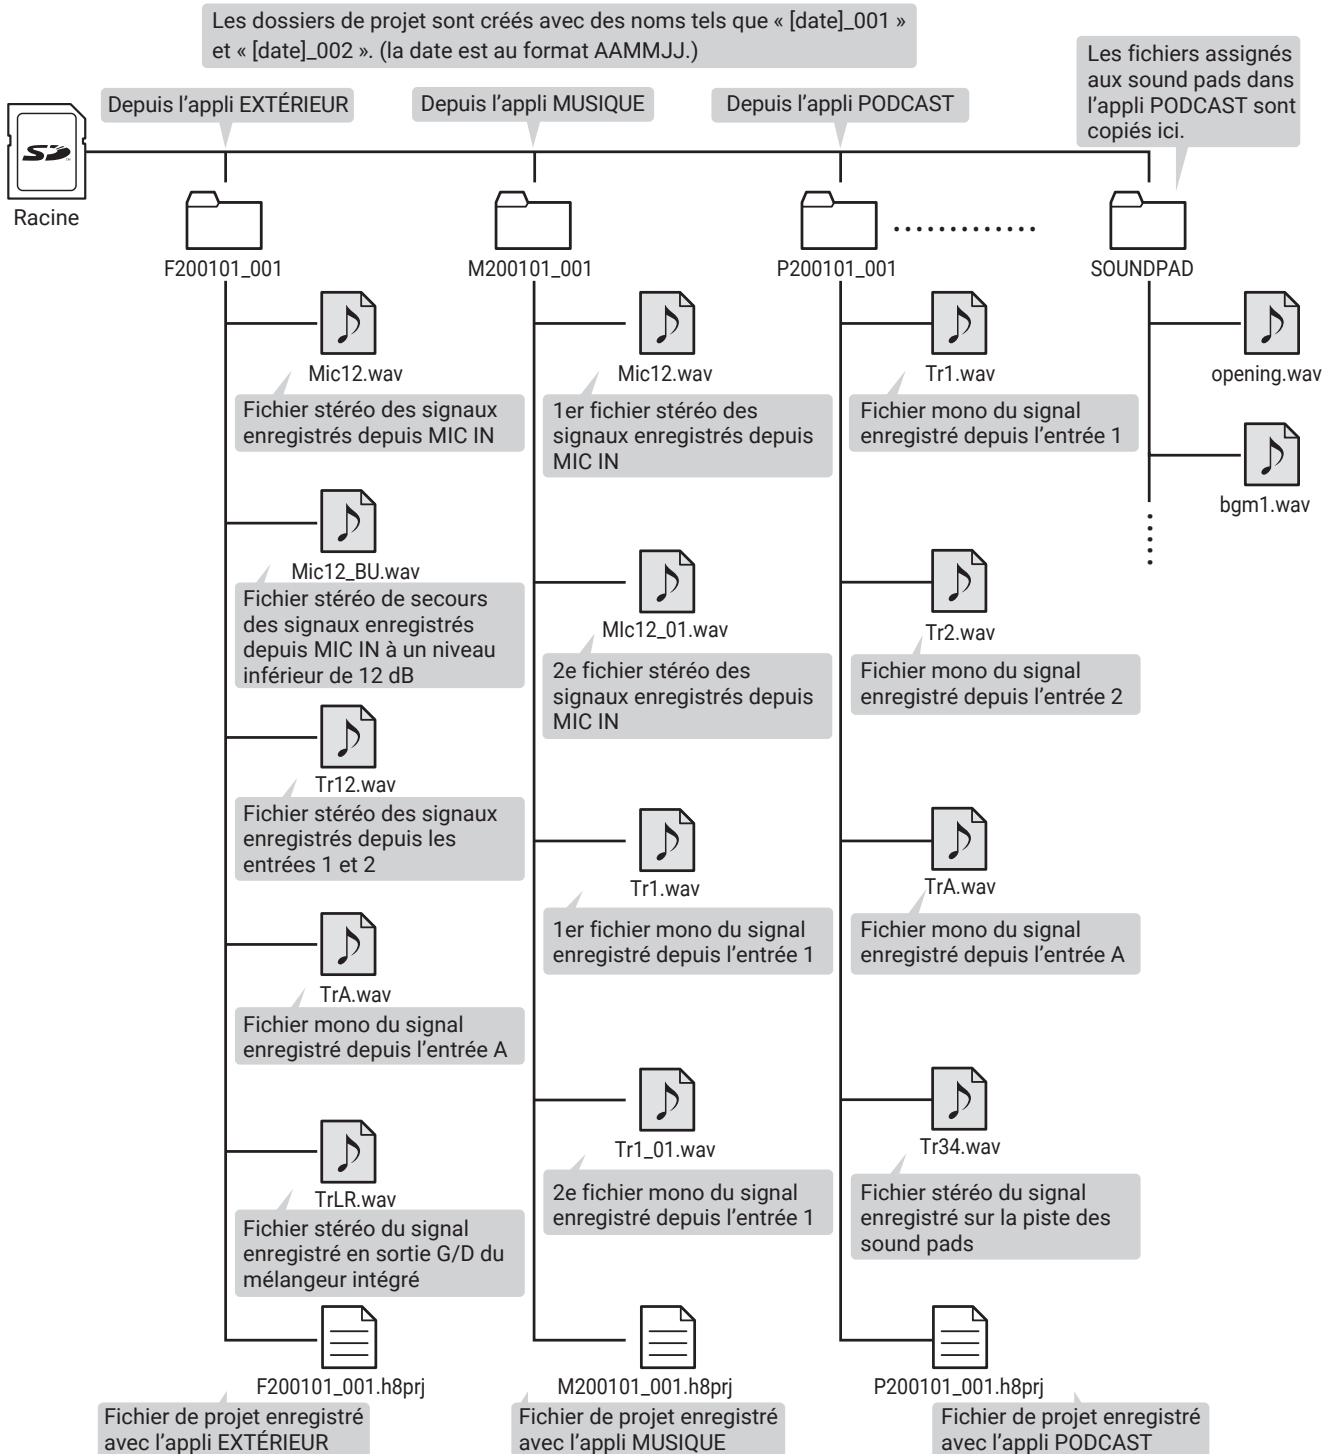 Les dossiers de projet sont créés avec des noms tels que « [date]_001 »
et « [date]_002 ». (la date est au format AAMMJJ.)
Les fichiers assignés
aux sound pads dans
l'appli PODCAST sont
copiés ici.
Depuis l'appli EXTÉRIEUR
Depuis l'appli MUSIQUE
Depuis l'appli PODCAST
SD
Racine
F200101_001
M200101_001
P200101_001
SOUNDPAD
Mic12.wav
Fichier stéréo des signaux
enregistrés depuis MIC IN
Mic12_BU.wav
Fichier stéréo de secours
des signaux enregistrés
depuis MIC IN à un niveau
inférieur de 12 dB
Tr12.wav
Fichier stéréo des signaux
enregistrés depuis les
entrées 1 et 2
TrA.wav
Fichier mono du signal
enregistré depuis l'entrée A
TrLR.wav
Fichier stéréo du signal
enregistré en sortie G/D du
mélangeur intégré
F200101_001.h8prj
Fichier de projet enregistré
avec l'appli EXTÉRIEUR
Mic12.wav
1er fichier stéréo des
signaux enregistrés depuis
MIC IN
MIc12_01.wav
2e fichier stéréo des
signaux enregistrés depuis
MIC IN
Tr1.wav
1er fichier mono du signal
enregistré depuis l'entrée 1
Tr1_01.wav
2e fichier mono du signal
enregistré depuis l'entrée 1
M200101_001.h8prj
Fichier de projet enregistré
avec l'appli MUSIQUE
Tr1.wav
Fichier mono du signal
enregistré depuis l'entrée 1
Tr2.wav
Fichier mono du signal
enregistré depuis l'entrée 2
TrA.wav
Fichier mono du signal
enregistré depuis l'entrée A
Tr34.wav
Fichier stéréo du signal
enregistré sur la piste des
sound pads
P200101_001.h8prj
Fichier de projet enregistré
avec l'appli PODCAST
opening.wav
bgm1.wav